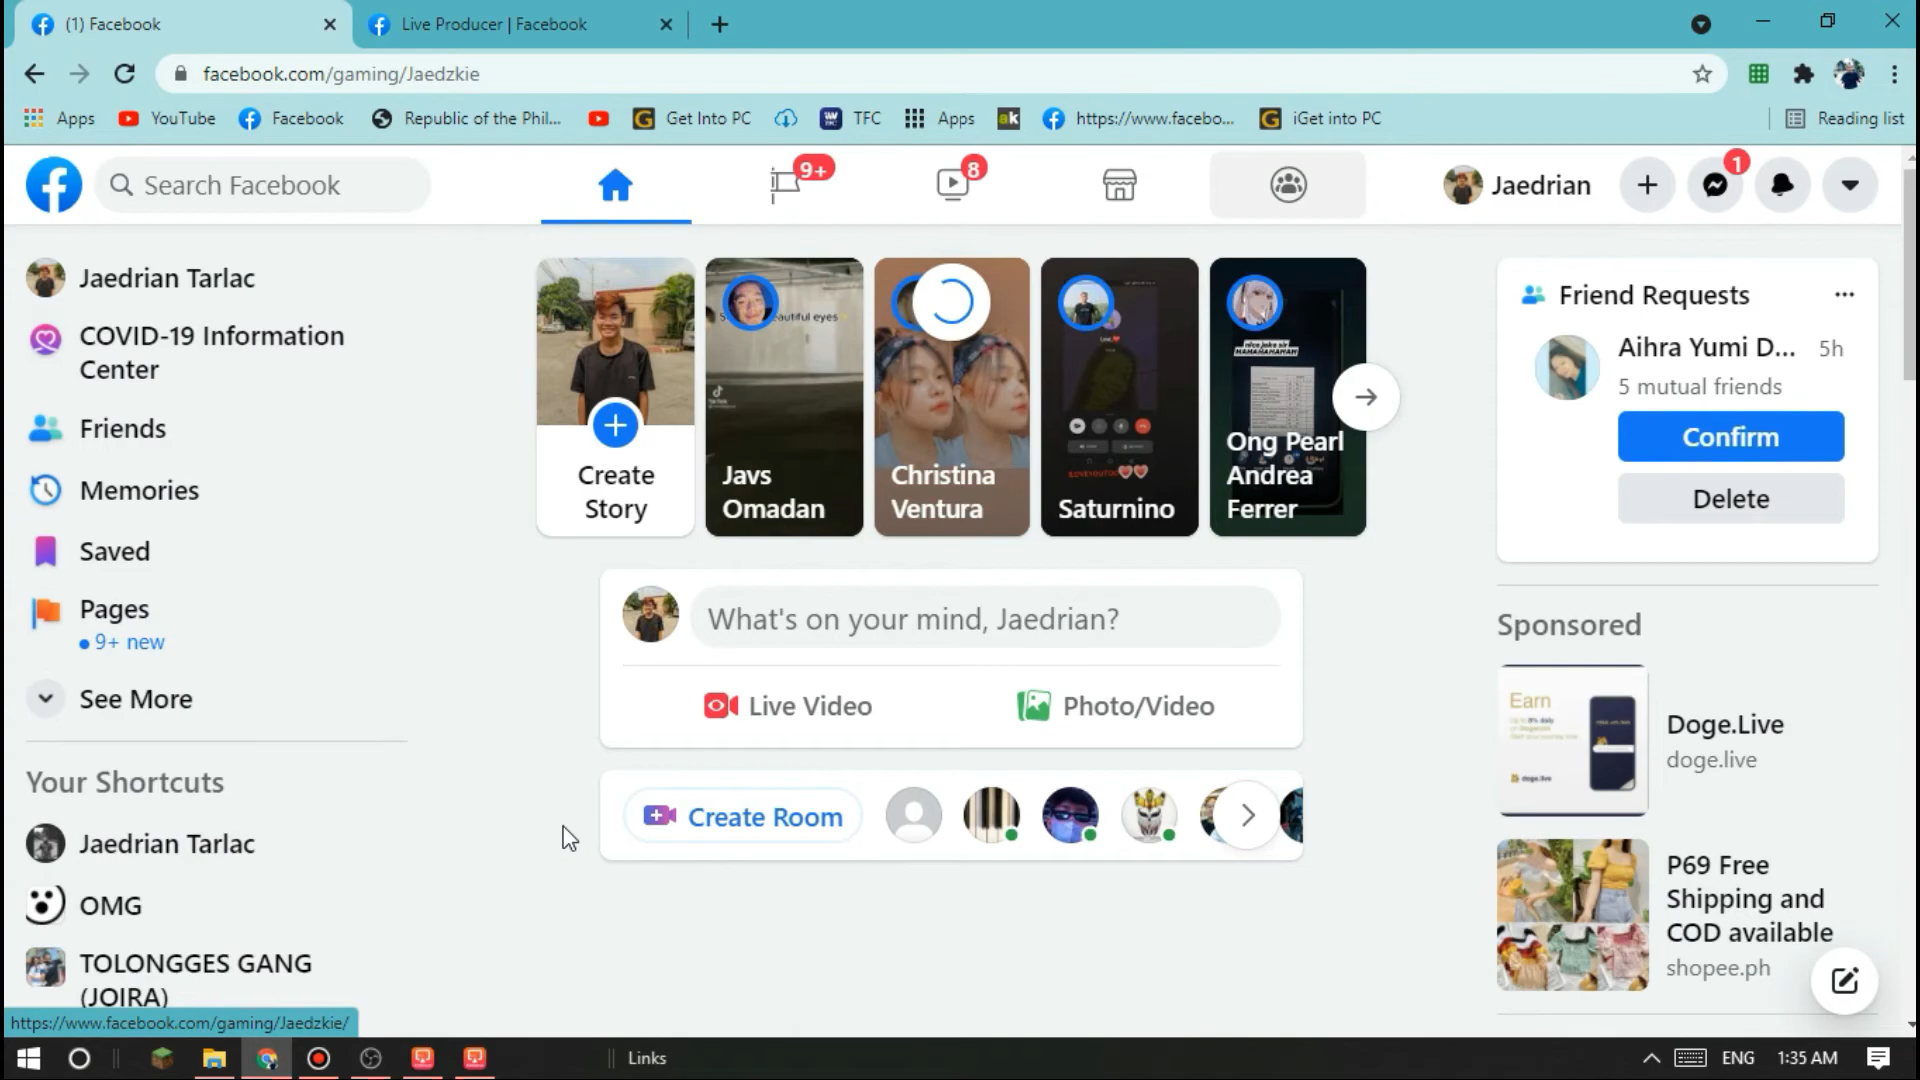 (1) Facebook
Live Producer | Facebook
facebook.com/gaming/Jaedzkie
Apps
YouTube
Facebook
Republic of the Phil...
Get Into PC
TFC
Apps
ak
https://www.facebo...
iGet into PC
Reading list
Search Facebook
9+
8
Jaedrian
1
Jaedrian Tarlac
COVID-19 Information
Center
Friends
Memories
Saved
Pages
9+ new
See More
Your Shortcuts
Jaedrian Tarlac
OMG
TOLONGGES GANG
(JOIRA)
https://www.facebook.com/gaming/Jaedzkie/
Create
Story
eautiful eyes
Javs
Omadan
Christina
Ventura
Saturnino
Ong Pearl
Andrea
Ferrer
What's on your mind, Jaedrian?
Live Video
Photo/Video
Create Room
Friend Requests
Aihra Yumi D...
5h
5 mutual friends
Confirm
Delete
Sponsored
Earn
doge.live
Doge.Live
doge.live
P69 Free
Shipping and
COD available
shopee.ph
Links
ENG
1:35 AM